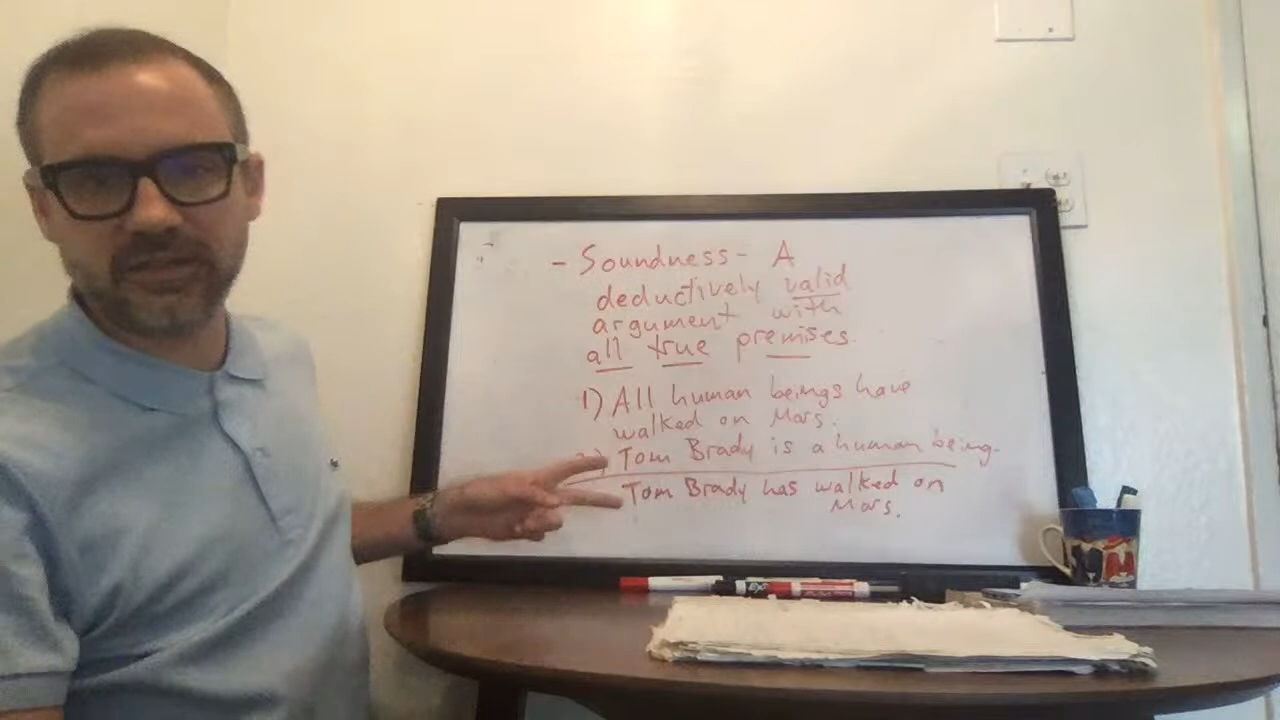 - Soundness - A
deductively valid
argument with
all true premises.
1) All human beings have
walked on Mars.
Tom Brady is a human being.
Tom Brady has walked on
Mars.